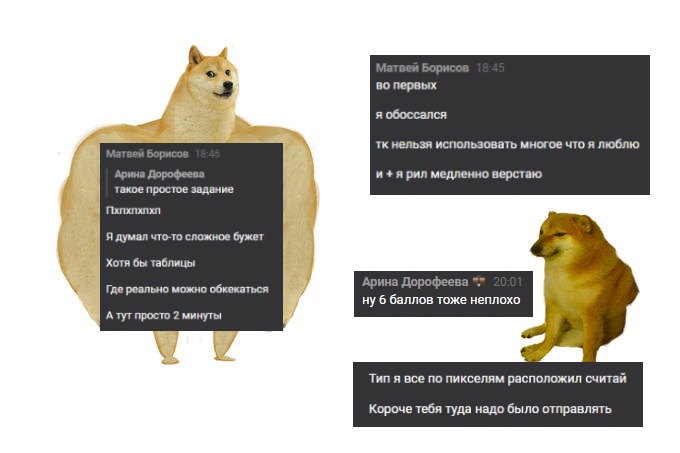 Матвей Борисов 18:46
Арина Дорофеева
такое простое задание
Пхпхпхпхп
Я думал что-то сложное бужет
Хотя бы таблицы
Где реально можно обкекаться
А тут просто 2 минуты
Матвей Борисов 18:45
во первых
я обоссался
тк нельзя использовать многое что я люблю
и + я рил медленно верстаю
Арина Дорофеева 20:01
ну 6 баллов тоже неплохо
Тип я все по пикселям расположил считай
Короче тебя туда надо было отправлять